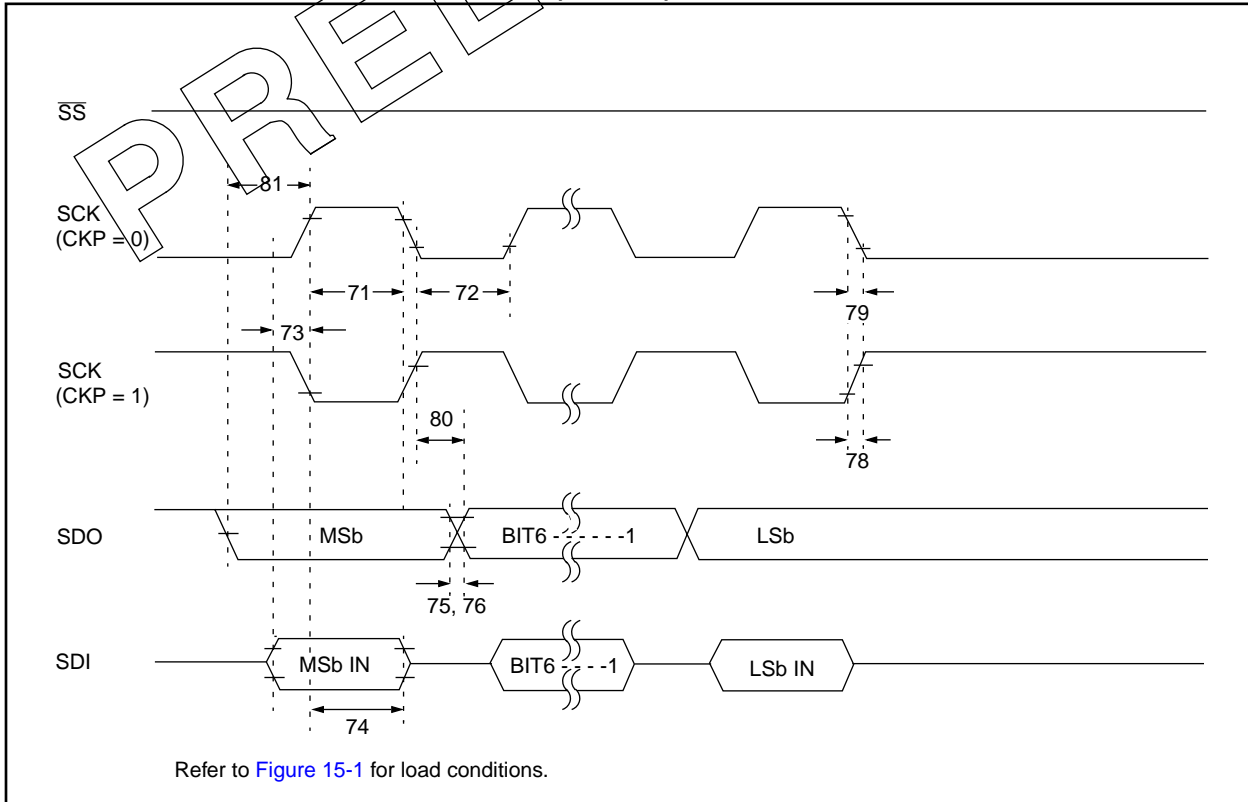 PREL
SS
81
SCK
(CKP = 0)
71
72
79
73
SCK
(CKP = 1)
80
78
SDO
MSb
BIT6 - - - - - - -1
LSb
75, 76
SDI
MSb IN
BIT6 - - - - -1
LSb IN
74
Refer to Figure 15-1 for load conditions.